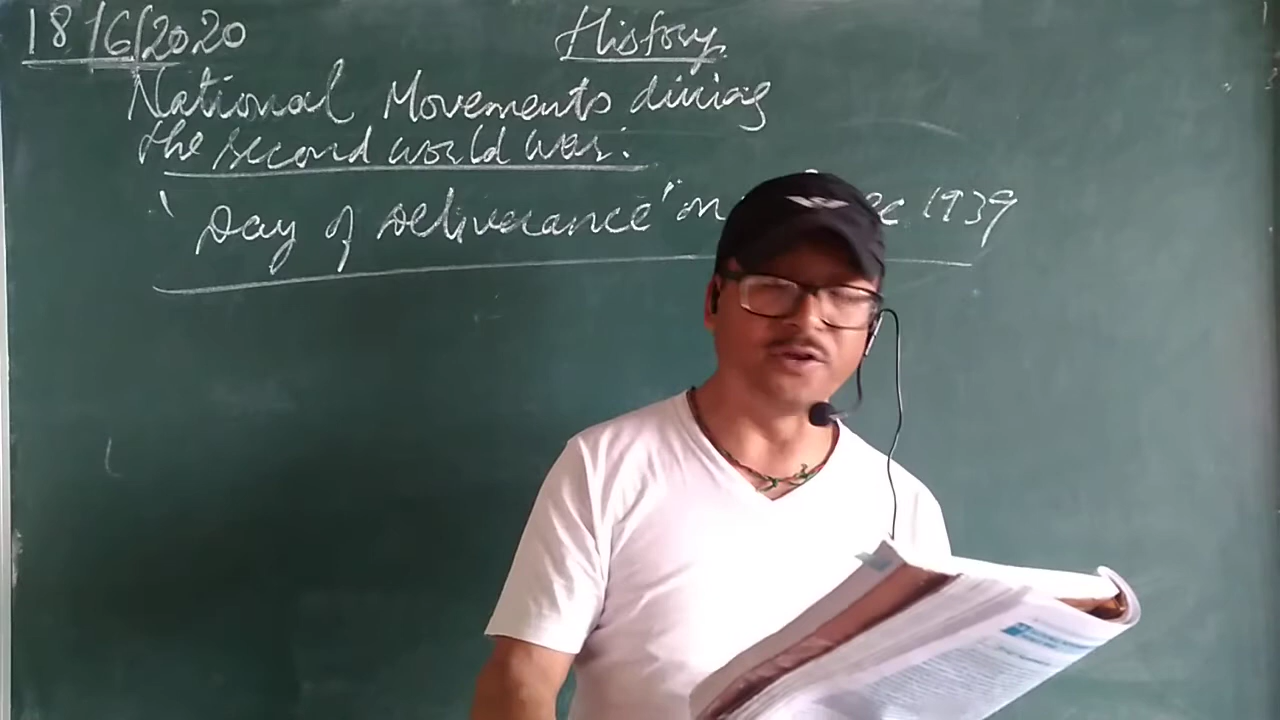 18/6/2020
History
National Movements during
the second world war:
"Day of Deliverance" on 1939